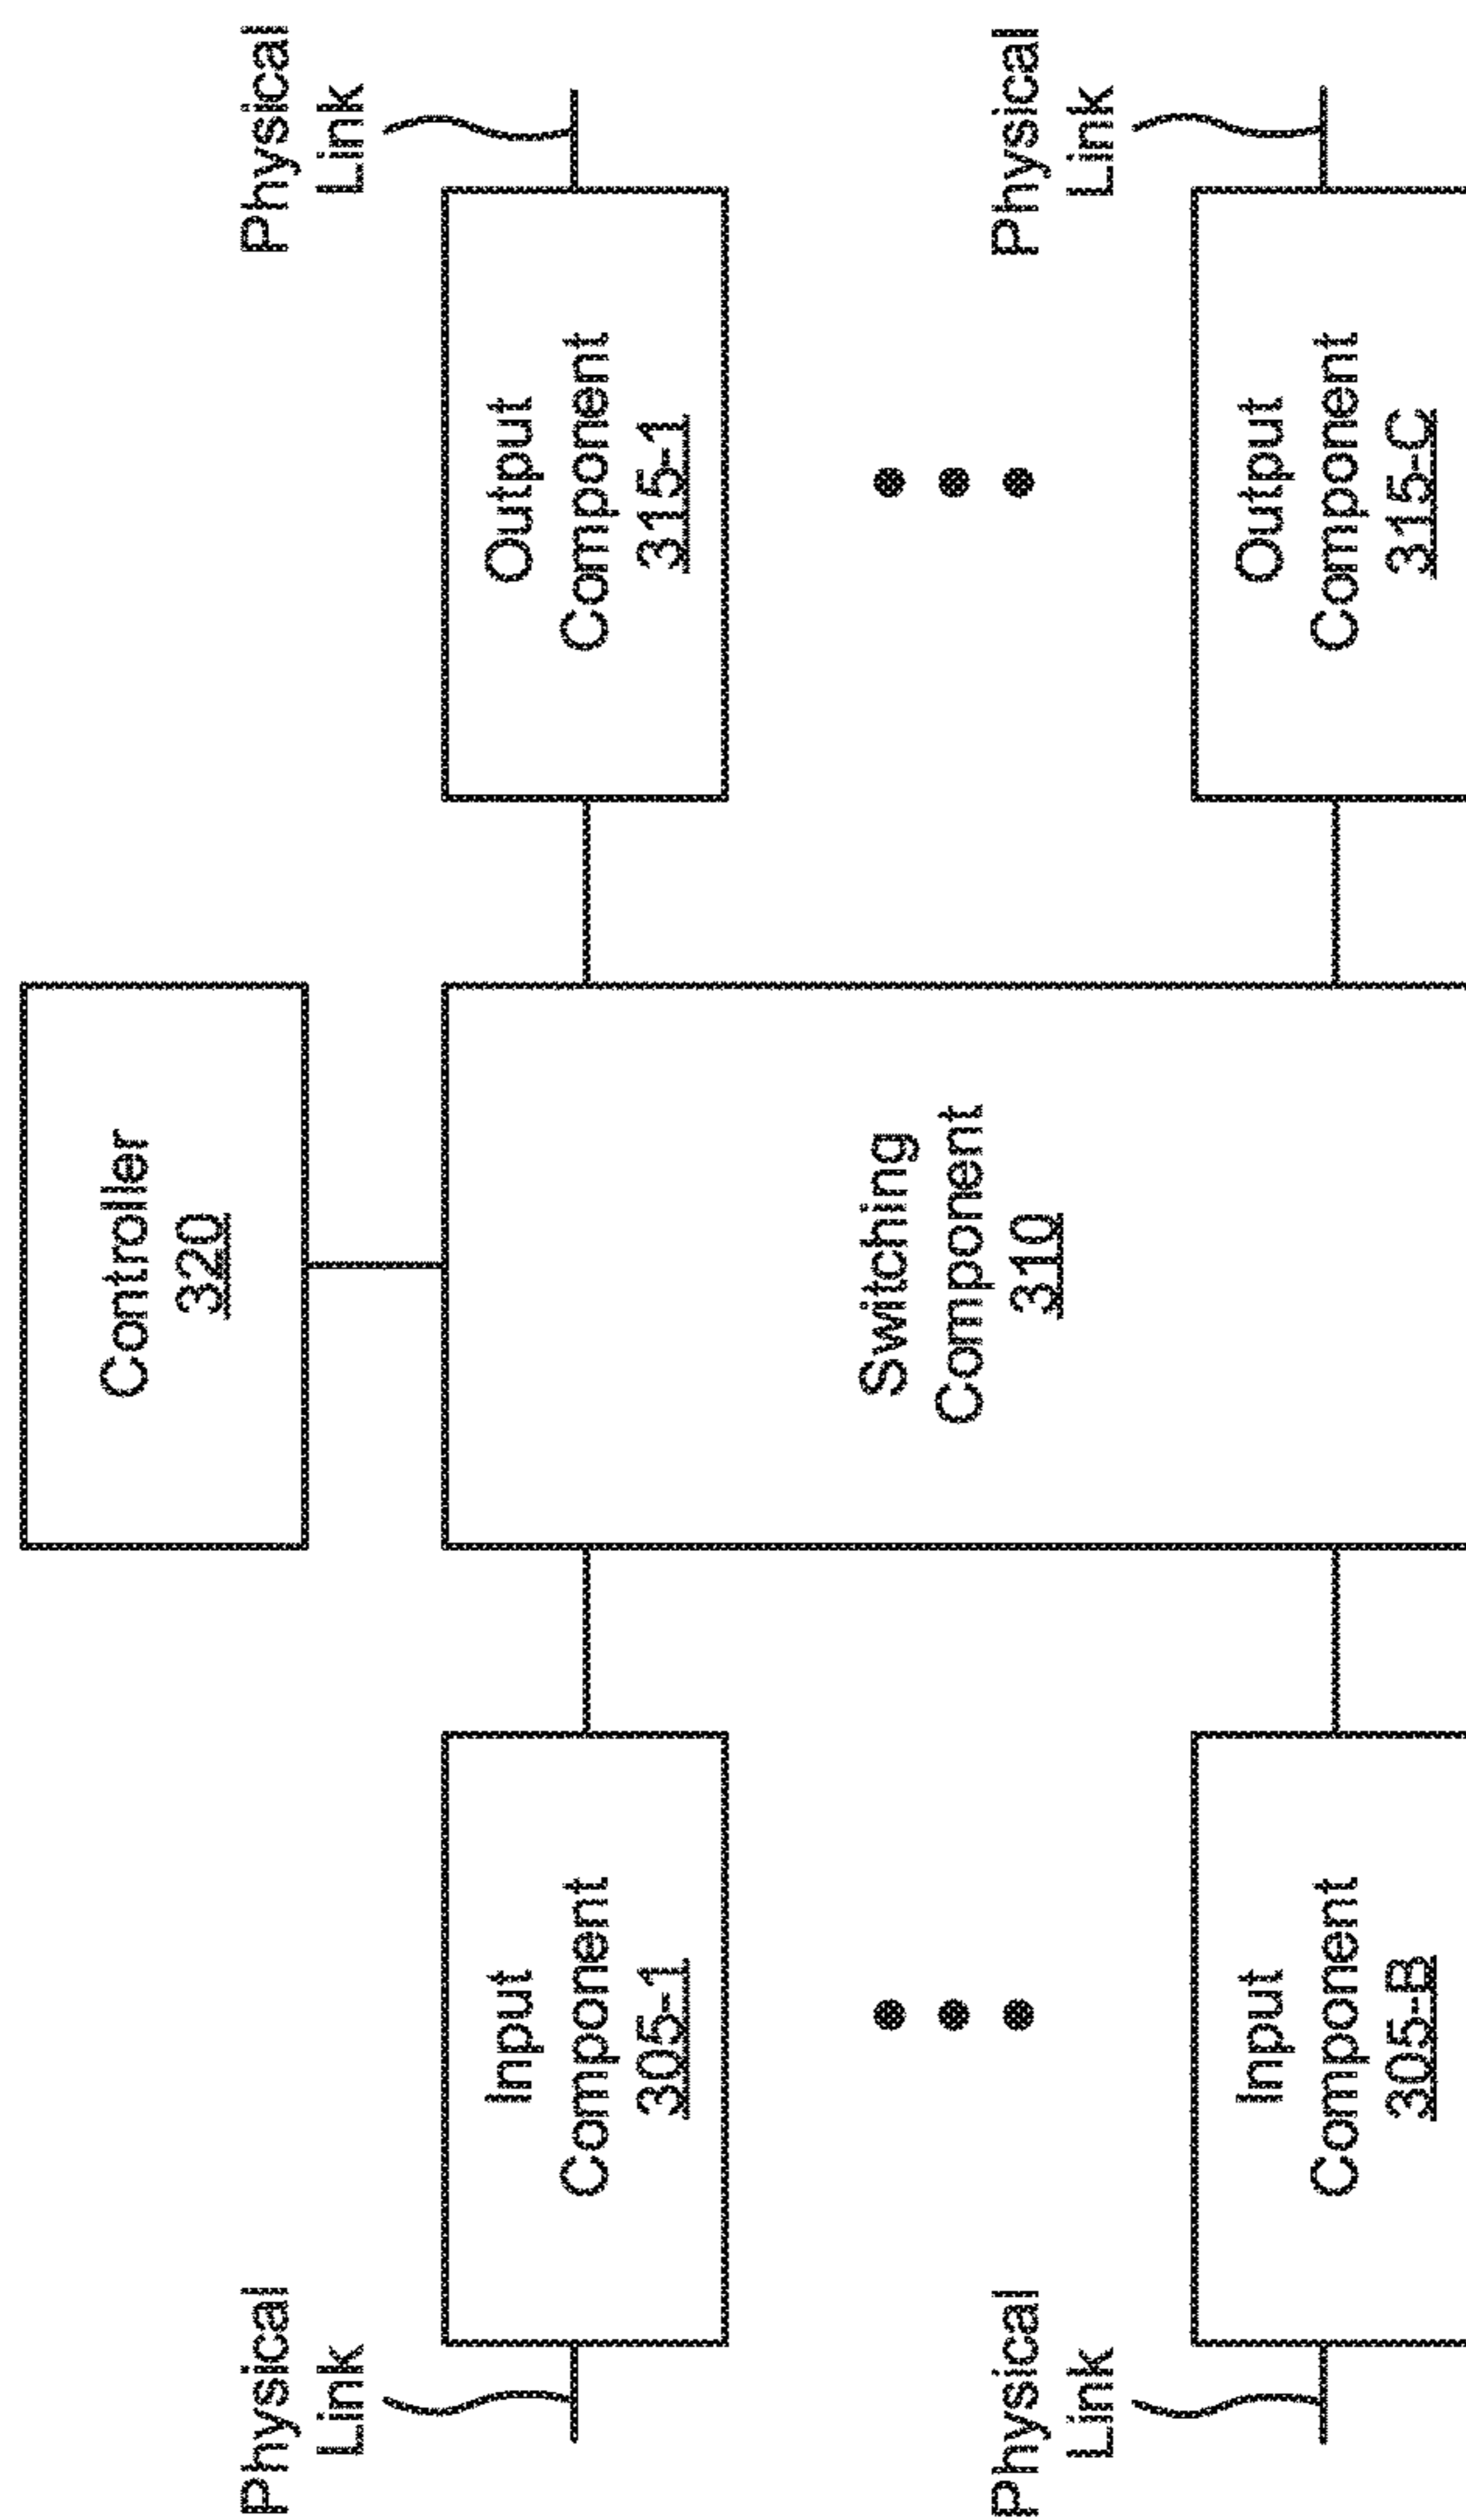 Controller
320
Physical
Link
Input
Component
305-1
Switching
Component
310
Output
Component
315-1
Physical
Link
Physical
Link
Input
Component
305-B
Output
Component
315-C
Physical
Link